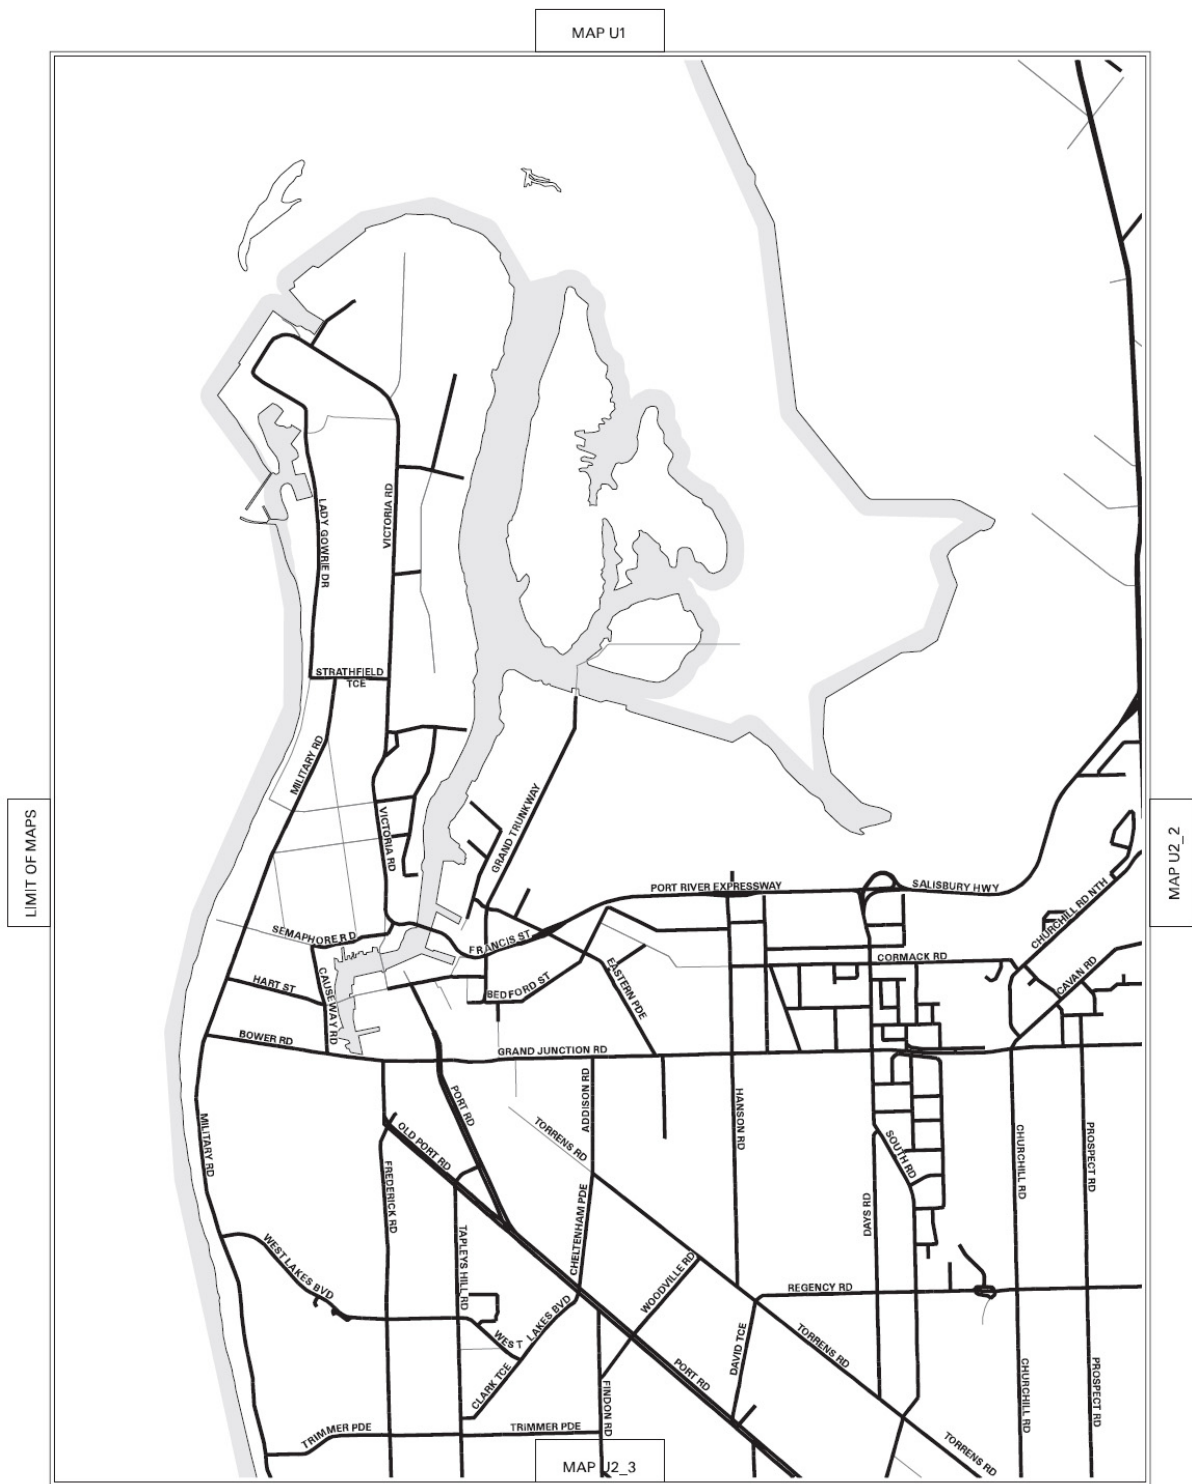 MAP U1
LADY GOWRIE DR
VICTORIA RD
STRATHFIELD
TCE
MILITARY RD
GRAND TRUNKWAY
VICTORIA RD
LIMIT OF MAPS
MAP U2_2
PORT RIVER EXPRESSWAY
SALISBURY HWY
CHURCHILL RD NTH
SEMAPHORE RD
FRANCIS ST
CORMACK RD
CAVAN RD
HART ST
CAUSEWAY RD
BEDFORD ST
EASTERN PDE
BOWER RD
GRAND JUNCTION RD
MILITARY RD
PORT RD
ADDISON RD
TORRENS RD
HANSON RD
OLD PORT RD
SOUTH RD
CHURCHILL RD
PROSPECT RD
FREDERICK RD
CHELTENHAM PDE
DAYS RD
TAPLEYS HILL RD
WEST LAKES BVD
WOODVILLE RD
REGENCY RD
WEST LAKES BVD
CLARK TCE
DAVID TCE
TORRENS RD
PORT RD
FINDON RD
CHURCHILL RD
PROSPECT RD
TRIMMER PDE
TRIMMER PDE
TORRENS RD
MAP U2_3